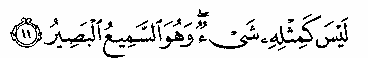 لَيْسَ كَمِثْلِهِۦ شَىْءٌ ۖ وَهُوَ ٱلسَّمِيعُ ٱلْبَصِيرُ ۝١١